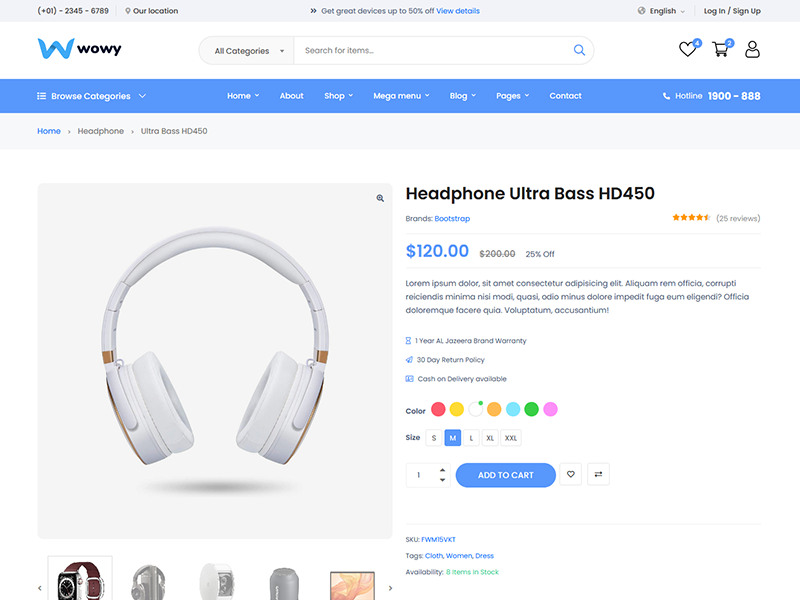 (+01) - 2345 - 6789
Our location
Get great devices up to 50% off View details
English
Log In / Sign Up
wowy
All Categories
Search for items...
4
2
Browse Categories
Home
About
Shop
Mega menu
Blog
Pages
Contact
Hotline 1900 - 888
Home › Headphone › Ultra Bass HD450
Headphone Ultra Bass HD450
Brands: Bootstrap
(25 reviews)
$120.00 $200.00 25% Off
Lorem ipsum dolor, sit amet consectetur adipisicing elit. Aliquam rem officia, corrupti
reiciendis minima nisi modi, quasi, odio minus dolore impedit fuga eum eligendi? Officia
doloremque facere quia. Voluptatum, accusantium!
1 Year AL Jazeera Brand Warranty
30 Day Return Policy
Cash on Delivery available
Color
Size S M L XL XXL
1
ADD TO CART
SKU: FWM15VKT
Tags: Cloth, Women, Dress
Availability: 8 Items In Stock